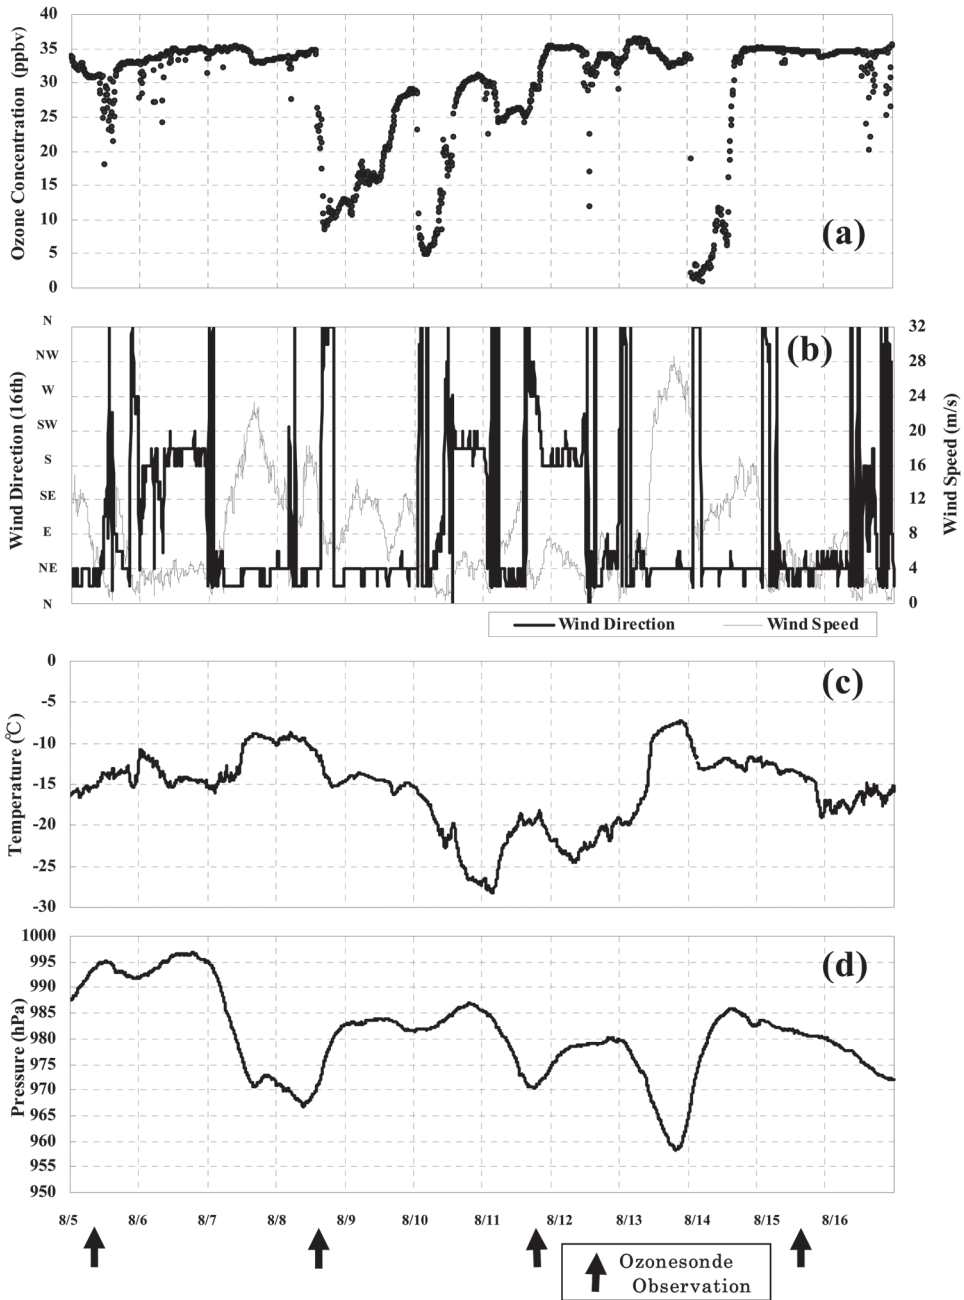 Ozone Concentration (ppbv)
40
35
30
25
20
15
10
5
0
(a)
Wind Direction (16th)
N
NW
W
SW
S
SE
E
NE
N
(b)
32
28
24
20
16
12
8
4
0
Wind Speed (m/s)
Wind Direction Wind Speed
Temperature (℃)
0
-5
-10
-15
-20
-25
-30
(c)
Pressure (hPa)
1000
995
990
985
980
975
970
965
960
955
950
(d)
8/5 8/6 8/7 8/8 8/9 8/10 8/11 8/12 8/13 8/14 8/15 8/16
Ozonesonde
Observation